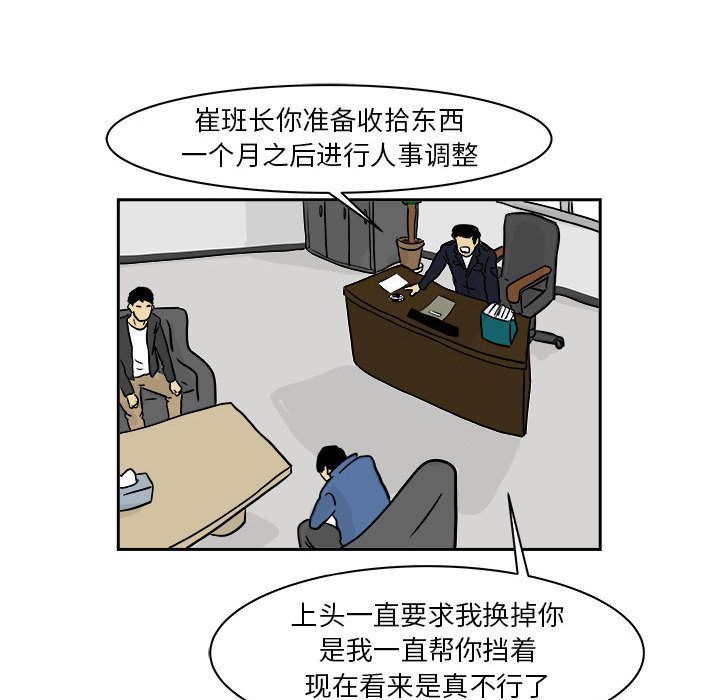 崔班长你准备收拾东西
一个月之后进行人事调整
上头一直要求我换掉你
是我一直帮你挡着
现在看来是真不行了